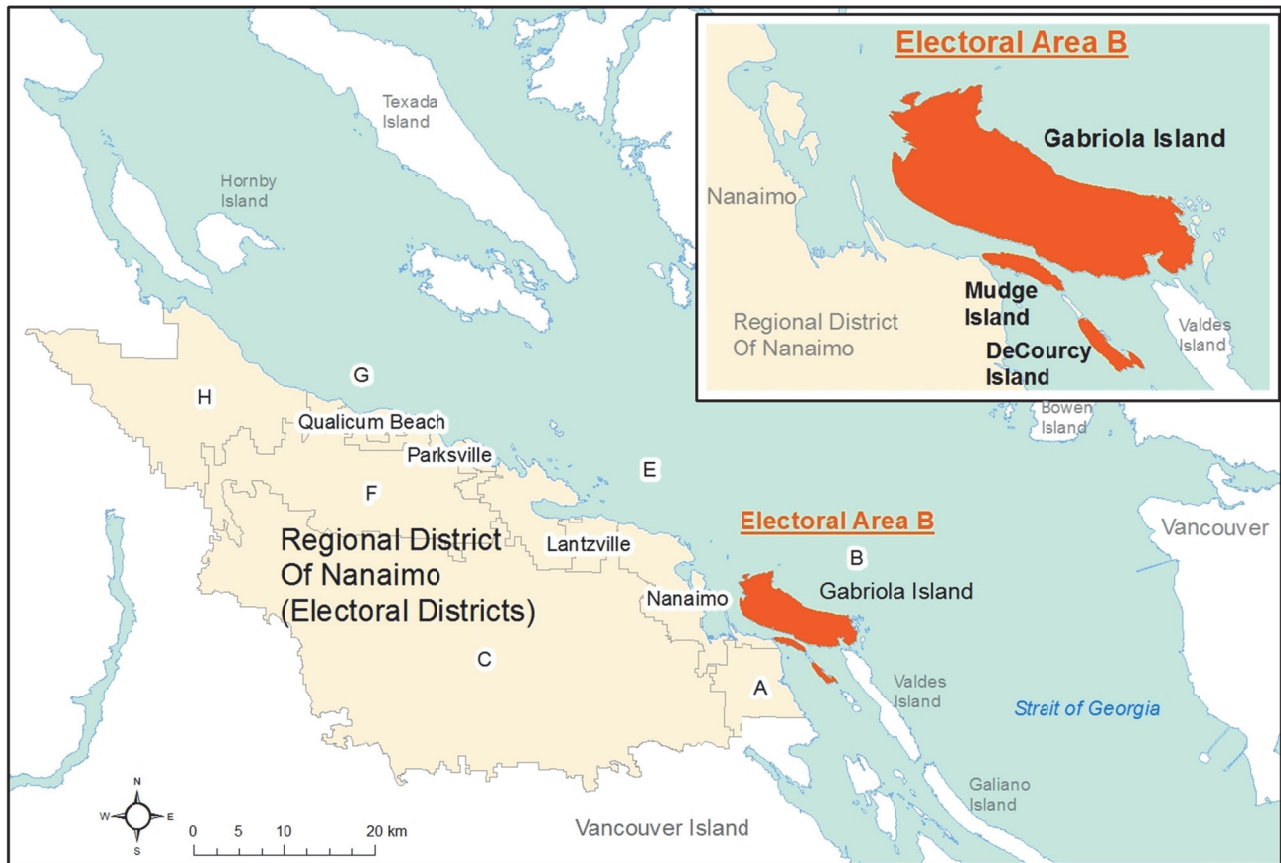 Electoral Area B
Gabriola Island
Nanaimo
Mudge
Island
Regional District
Of Nanaimo
DeCourcy
Island
Valdes
Island
Texada
Island
Hornby
Island
G
H
Qualicum Beach
Bowen
Island
Parksville
E
F
Electoral Area B
Vancouver
Regional District
Of Nanaimo
(Electoral Districts)
Lantzville
B
Gabriola Island
Nanaimo
C
A
Valdes
Island
Strait of Georgia
Galiano
Island
N
W
E
S
0 5 10 20 km
Vancouver Island